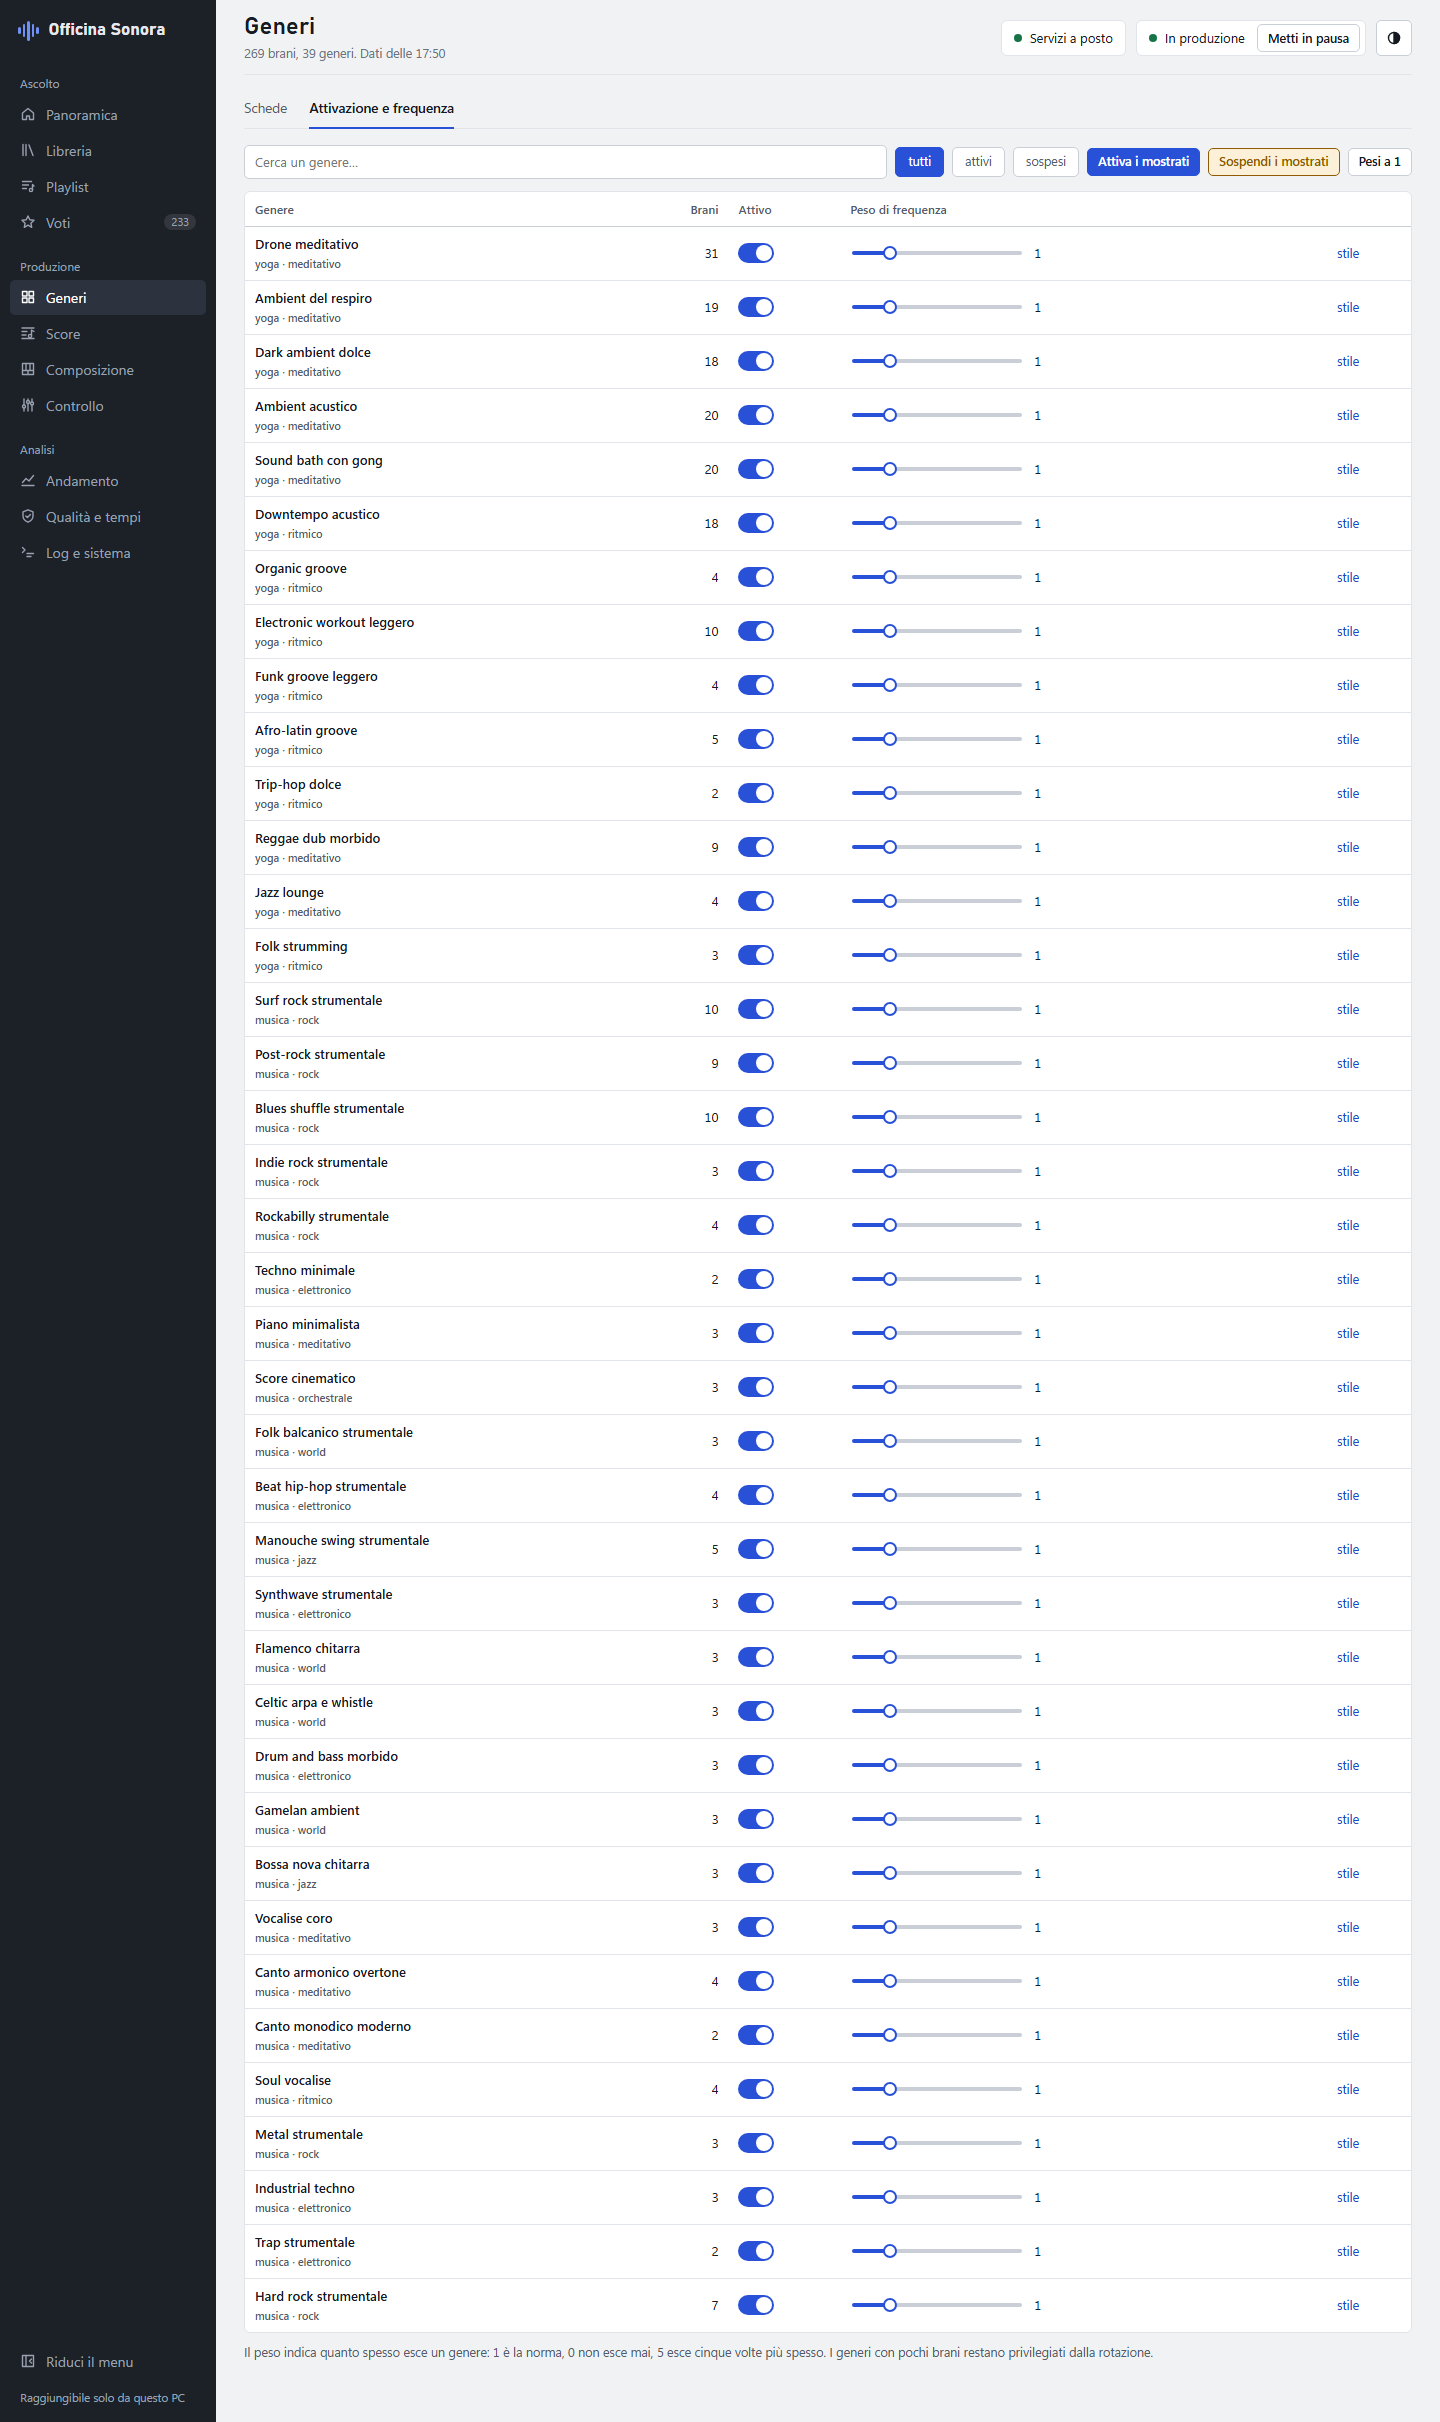 Officina Sonora
Ascolto
Panoramica
Libreria
Playlist
Voti 233
Produzione
Generi
Score
Composizione
Controllo
Analisi
Andamento
Qualità e tempi
Log e sistema
Riduci il menu
Raggiungibile solo da questo PC
Generi
269 brani, 39 generi. Dati delle 17:50
Servizi a posto
In produzione Metti in pausa
Schede Attivazione e frequenza
Cerca un genere... tutti attivi sospesi Attiva i mostrati Sospendi i mostrati Pesi a 1
Genere Brani Attivo Peso di frequenza
Drone meditativo
yoga · meditativo
31 1 stile
Ambient del respiro
yoga · meditativo
19 1 stile
Dark ambient dolce
yoga · meditativo
18 1 stile
Ambient acustico
yoga · meditativo
20 1 stile
Sound bath con gong
yoga · meditativo
20 1 stile
Downtempo acustico
yoga · ritmico
18 1 stile
Organic groove
yoga · ritmico
4 1 stile
Electronic workout leggero
yoga · ritmico
10 1 stile
Funk groove leggero
yoga · ritmico
4 1 stile
Afro-latin groove
yoga · ritmico
5 1 stile
Trip-hop dolce
yoga · ritmico
2 1 stile
Reggae dub morbido
yoga · meditativo
9 1 stile
Jazz lounge
yoga · meditativo
4 1 stile
Folk strumming
yoga · ritmico
3 1 stile
Surf rock strumentale
musica · rock
10 1 stile
Post-rock strumentale
musica · rock
9 1 stile
Blues shuffle strumentale
musica · rock
10 1 stile
Indie rock strumentale
musica · rock
3 1 stile
Rockabilly strumentale
musica · rock
4 1 stile
Techno minimale
musica · elettronico
2 1 stile
Piano minimalista
musica · meditativo
3 1 stile
Score cinematico
musica · orchestrale
3 1 stile
Folk balcanico strumentale
musica · world
3 1 stile
Beat hip-hop strumentale
musica · elettronico
4 1 stile
Manouche swing strumentale
musica · jazz
5 1 stile
Synthwave strumentale
musica · elettronico
3 1 stile
Flamenco chitarra
musica · world
3 1 stile
Celtic arpa e whistle
musica · world
3 1 stile
Drum and bass morbido
musica · elettronico
3 1 stile
Gamelan ambient
musica · world
3 1 stile
Bossa nova chitarra
musica · jazz
3 1 stile
Vocalise coro
musica · meditativo
3 1 stile
Canto armonico overtone
musica · meditativo
4 1 stile
Canto monodico moderno
musica · meditativo
2 1 stile
Soul vocalise
musica · ritmico
4 1 stile
Metal strumentale
musica · rock
3 1 stile
Industrial techno
musica · elettronico
3 1 stile
Trap strumentale
musica · elettronico
2 1 stile
Hard rock strumentale
musica · rock
7 1 stile
Il peso indica quanto spesso esce un genere: 1 è la norma, 0 non esce mai, 5 esce cinque volte più spesso. I generi con pochi brani restano privilegiati dalla rotazione.